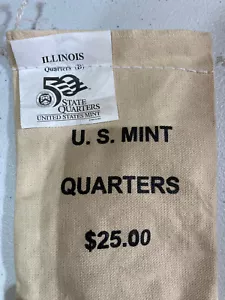 ILLINOIS
Quarters (D)
50
STATE
QUARTERS
UNITED STATES MINT
U. S. MINT
QUARTERS
$25.00